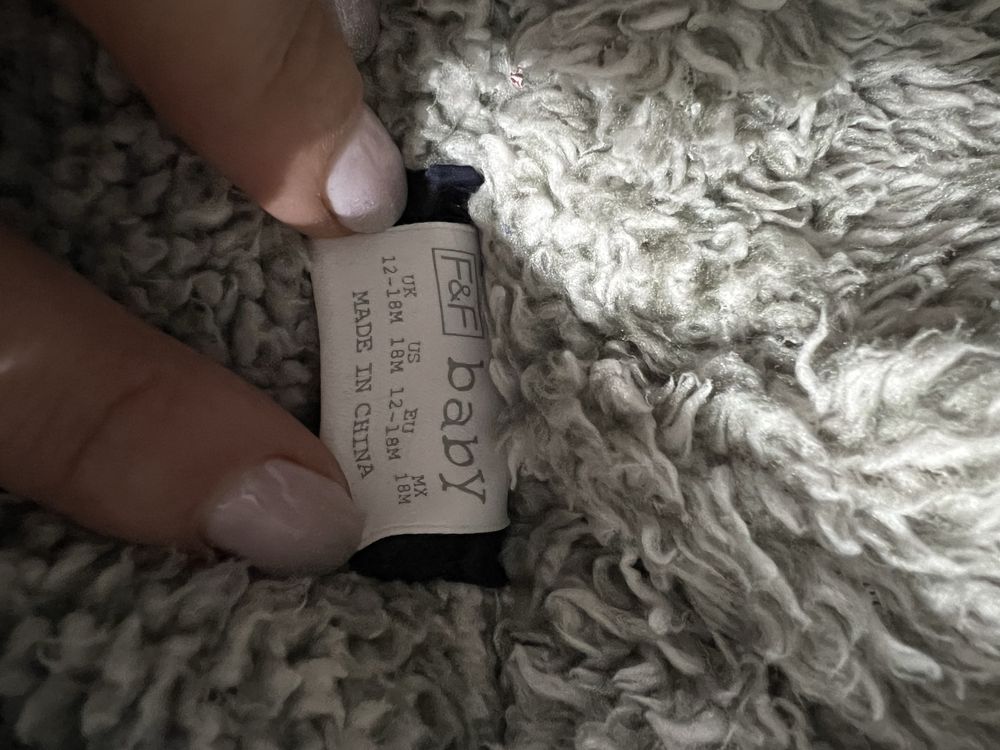 F&F baby
UK US EU MX
12-18M 18M 12-18M 18M
MADE IN CHINA